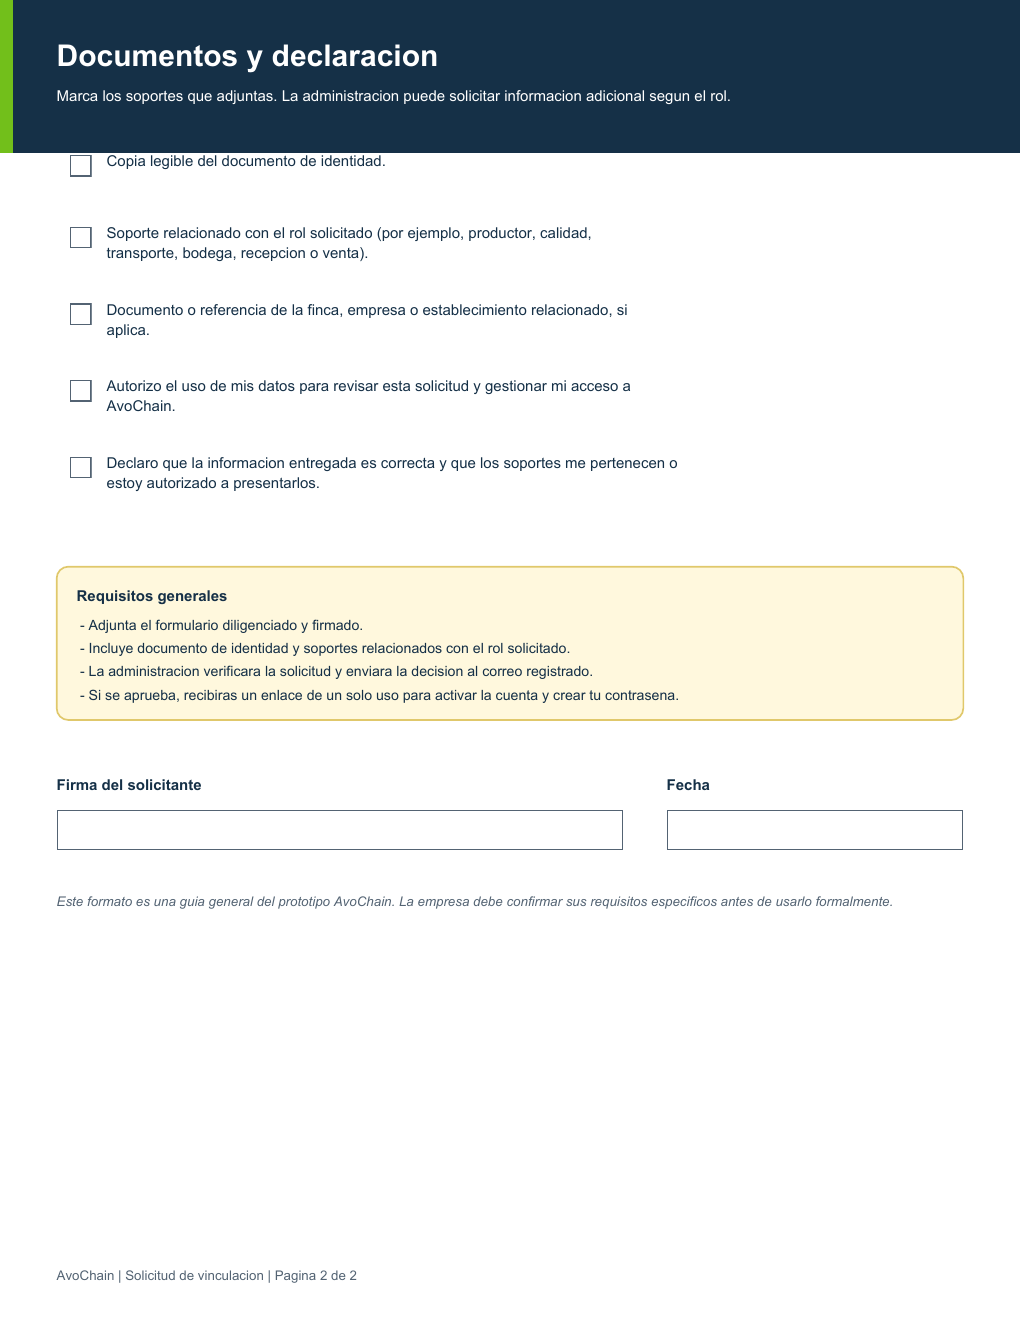 Documentos y declaracion
Marca los soportes que adjuntas. La administracion puede solicitar informacion adicional segun el rol.
Copia legible del documento de identidad.
Soporte relacionado con el rol solicitado (por ejemplo, productor, calidad,
transporte, bodega, recepcion o venta).
Documento o referencia de la finca, empresa o establecimiento relacionado, si
aplica.
Autorizo el uso de mis datos para revisar esta solicitud y gestionar mi acceso a
AvoChain.
Declaro que la informacion entregada es correcta y que los soportes me pertenecen o
estoy autorizado a presentarlos.
Requisitos generales
- Adjunta el formulario diligenciado y firmado.
- Incluye documento de identidad y soportes relacionados con el rol solicitado.
- La administracion verificara la solicitud y enviara la decision al correo registrado.
- Si se aprueba, recibiras un enlace de un solo uso para activar la cuenta y crear tu contrasena.
Firma del solicitante
Fecha
Este formato es una guia general del prototipo AvoChain. La empresa debe confirmar sus requisitos especificos antes de usarlo formalmente.
AvoChain | Solicitud de vinculacion | Pagina 2 de 2